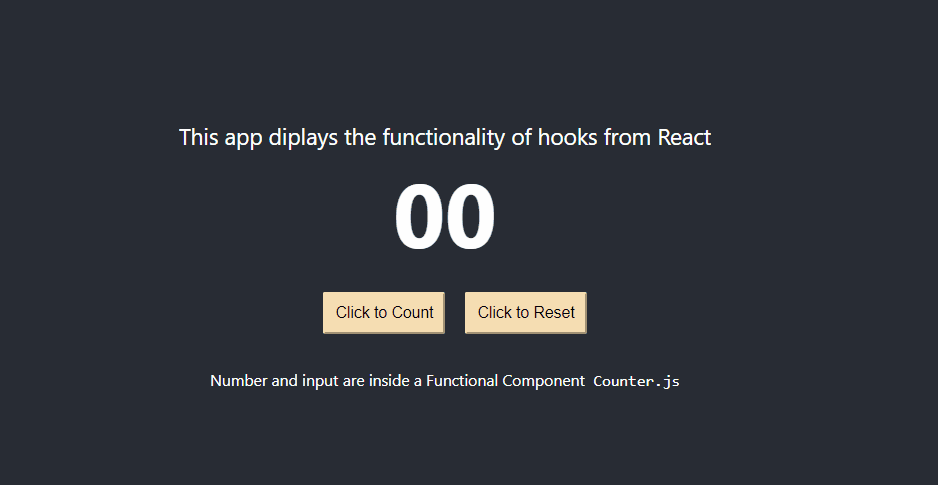 This app diplays the functionality of hooks from React
00
Click to Count Click to Reset
Number and input are inside a Functional Component Counter.js